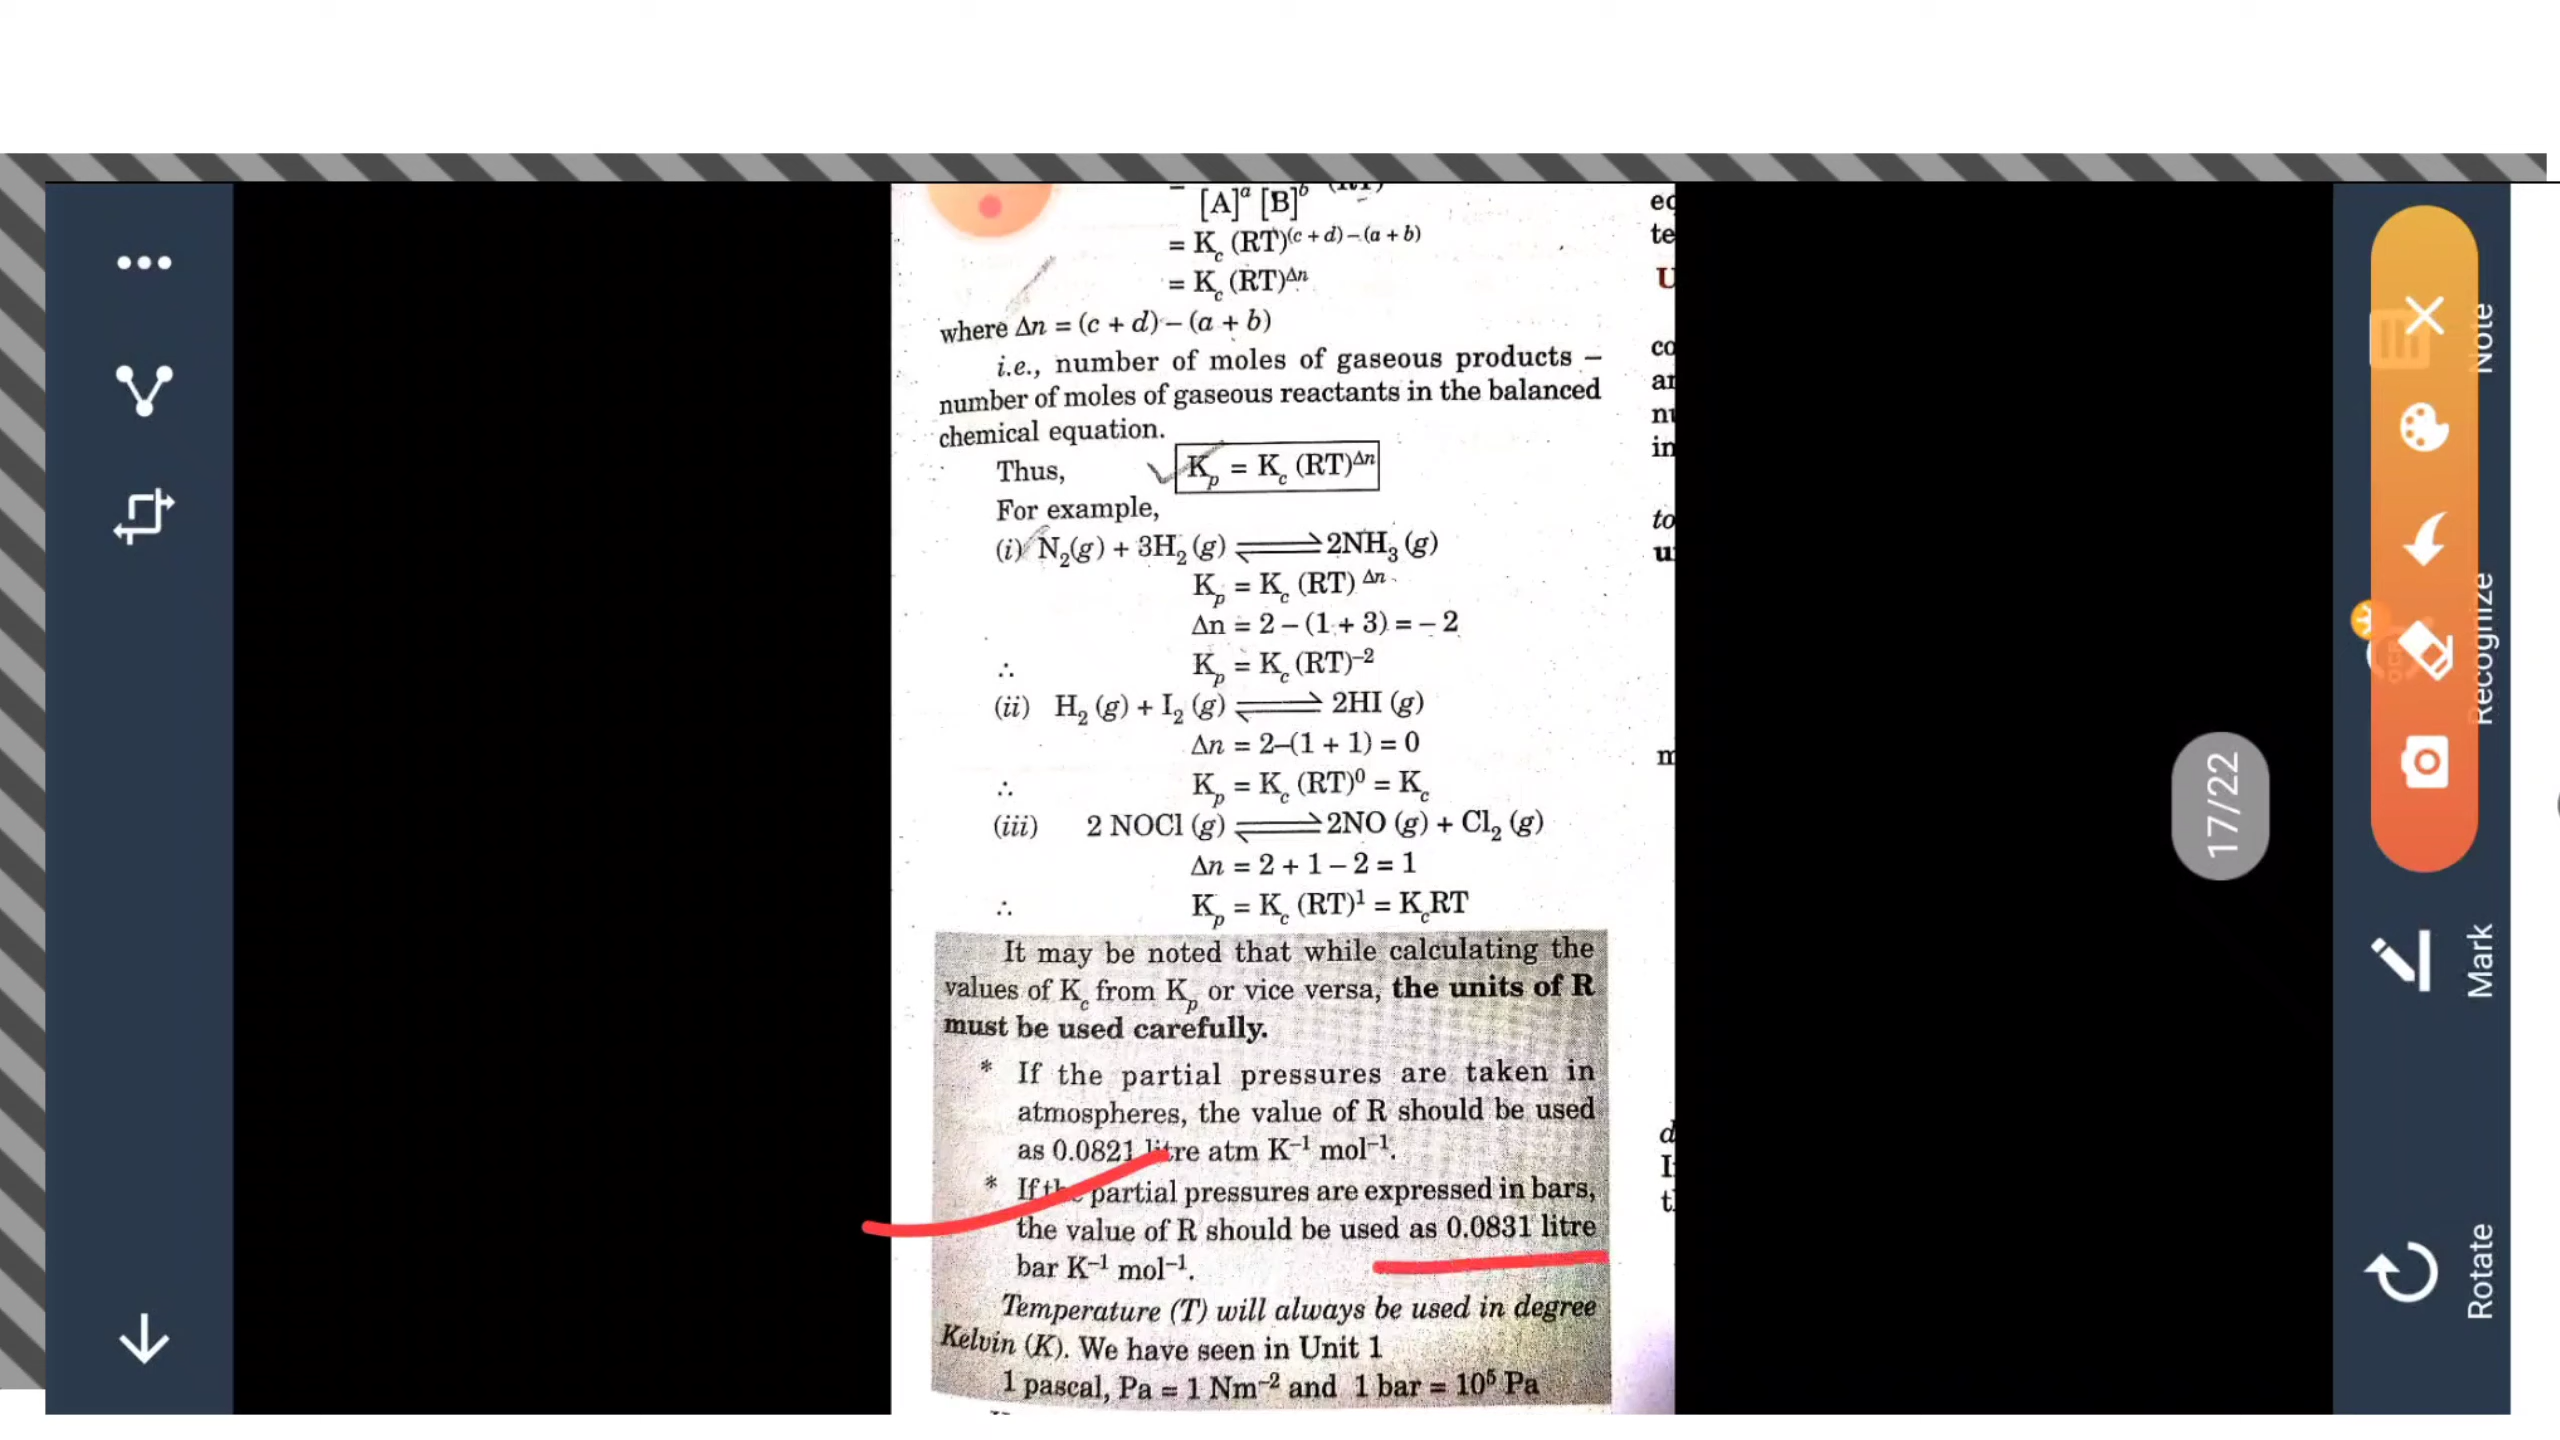 [A]ᵃ [B]ᵇ
= K_c (RT)^(c + d) – (a + b)
= K_c (RT)^Δn
where Δn = (c + d) – (a + b)
i.e., number of moles of gaseous products –
number of moles of gaseous reactants in the balanced
chemical equation.
Thus, K_p = K_c (RT)^Δn
For example,
(i) N₂(g) + 3H₂ (g) ⇌ 2NH₃ (g)
K_p = K_c (RT)^Δn
Δn = 2 – (1 + 3) = – 2
∴ K_p = K_c (RT)⁻²
(ii) H₂ (g) + I₂ (g) ⇌ 2HI (g)
Δn = 2–(1 + 1) = 0
∴ K_p = K_c (RT)⁰ = K_c
(iii) 2 NOCl (g) ⇌ 2NO (g) + Cl₂ (g)
Δn = 2 + 1 – 2 = 1
∴ K_p = K_c (RT)¹ = K_cRT
It may be noted that while calculating the
values of K_c from K_p or vice versa, the units of R
must be used carefully.
* If the partial pressures are taken in
atmospheres, the value of R should be used
as 0.0821 litre atm K⁻¹ mol⁻¹.
* If the partial pressures are expressed in bars,
the value of R should be used as 0.0831 litre
bar K⁻¹ mol⁻¹.
Temperature (T) will always be used in degree
Kelvin (K). We have seen in Unit 1
1 pascal, Pa = 1 Nm⁻² and 1 bar = 10⁵ Pa
17/22
Note
Recognize
Mark
Rotate